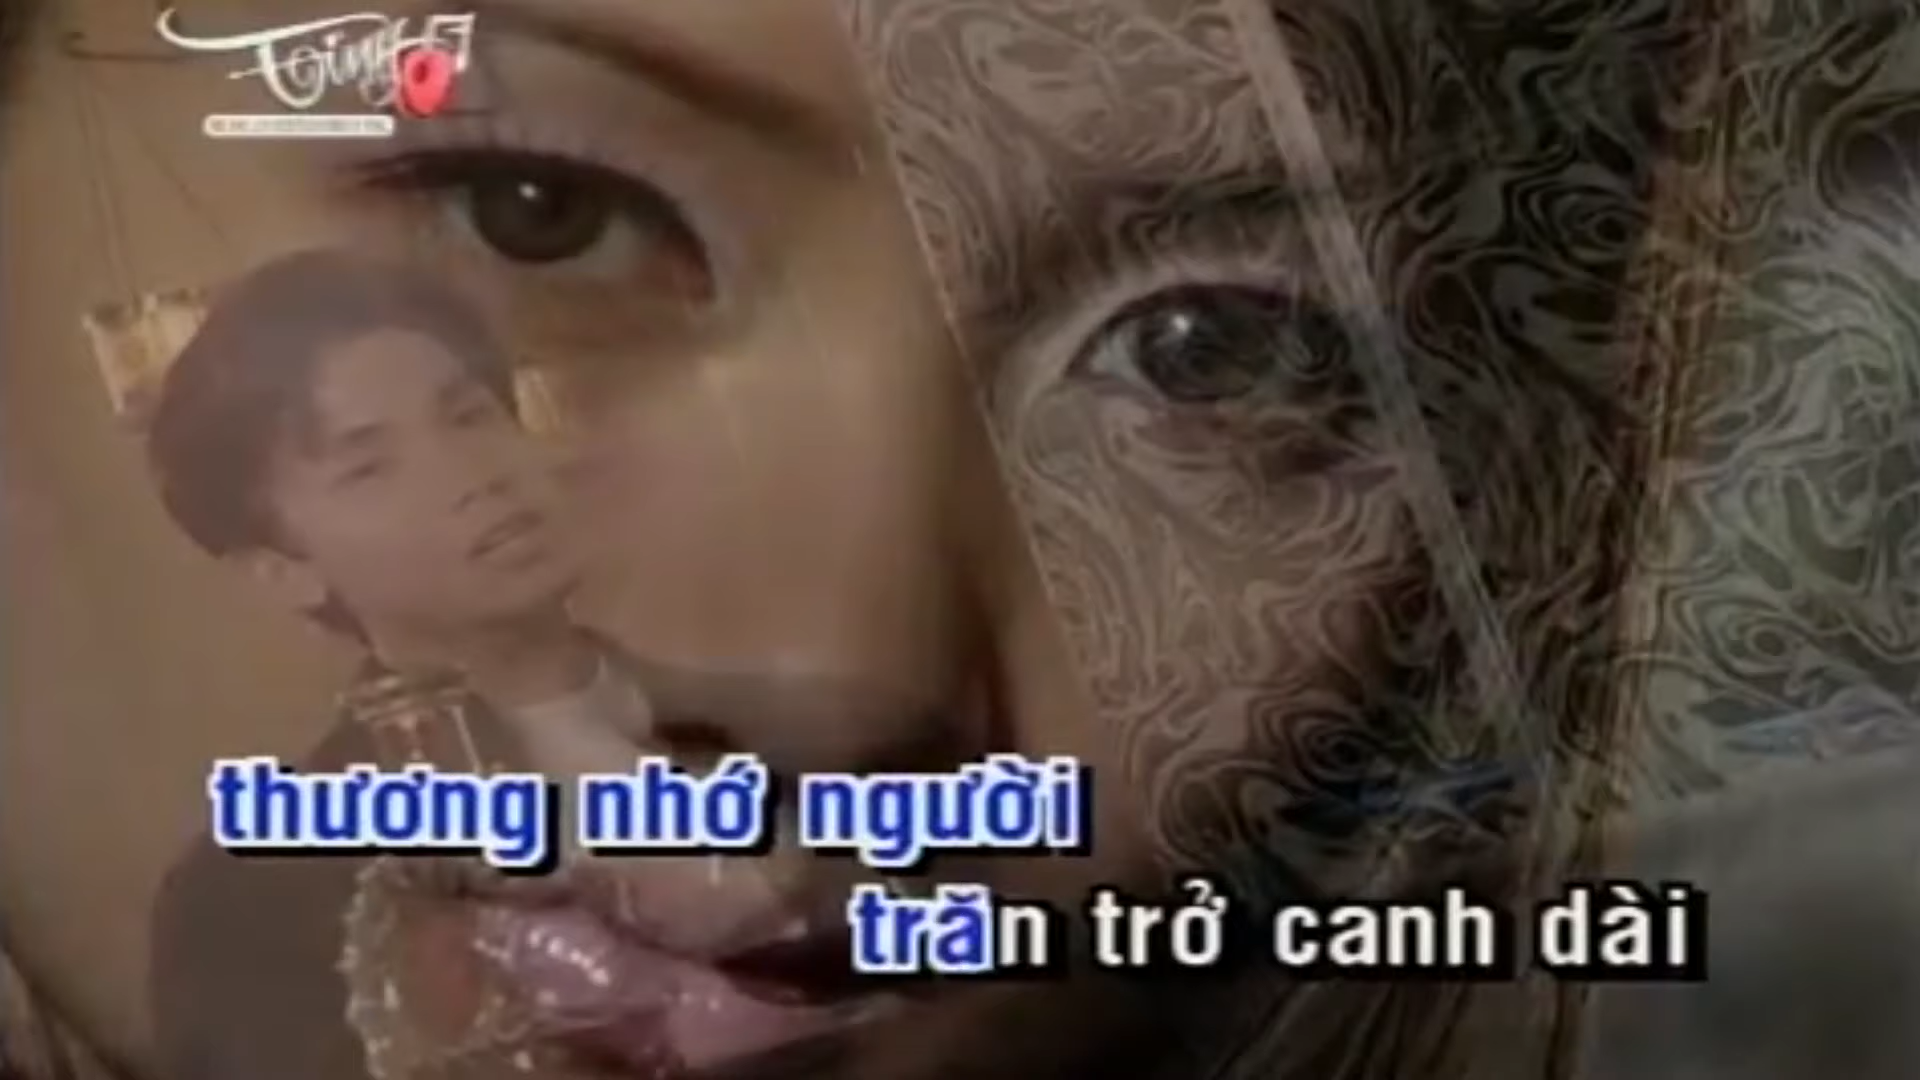 thương nhớ người
trăn trở canh dài